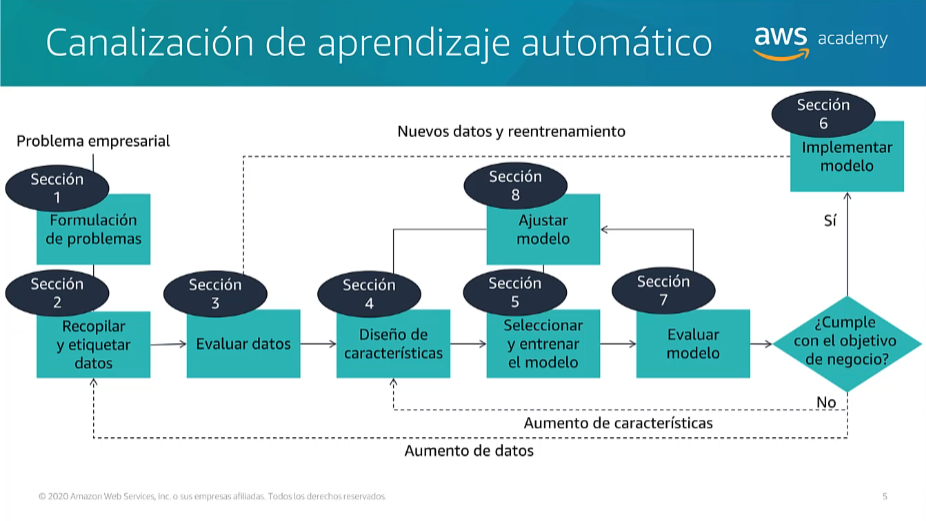 Canalización de aprendizaje automático
aws academy
Problema empresarial
Sección
1
Formulación
de problemas
Sección
2
Recopilar
y etiquetar
datos
Sección
3
Evaluar datos
Nuevos datos y reentrenamiento
Sección
4
Diseño de
características
Sección
8
Ajustar
modelo
Sección
5
Seleccionar
y entrenar
el modelo
Sección
7
Evaluar
modelo
Sección
6
Implementar
modelo
Sí
¿Cumple
con el objetivo
de negocio?
No
Aumento de características
Aumento de datos
© 2020 Amazon Web Services, Inc. o sus empresas afiliadas. Todos los derechos reservados.
5